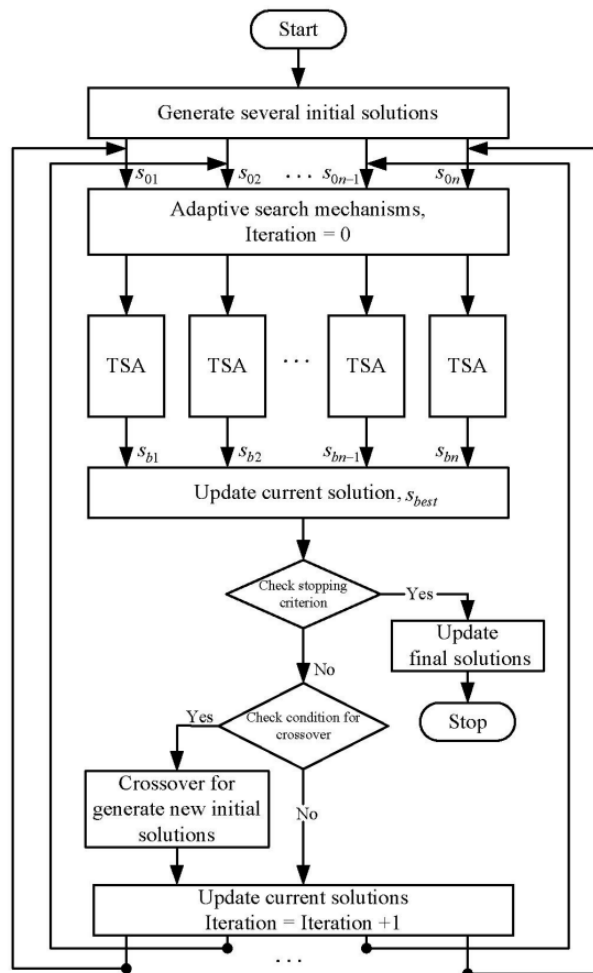 Start
Generate several initial solutions
s01 s02 ... s0n−1 s0n
Adaptive search mechanisms,
Iteration = 0
TSA TSA ... TSA TSA
sb1 sb2 sbn−1 sbn
Update current solution, sbest
Check stopping
criterion
Yes
Update
final solutions
No
Stop
Check condition for
crossover
Yes
Crossover for
generate new initial
solutions
No
Update current solutions
Iteration = Iteration +1
...